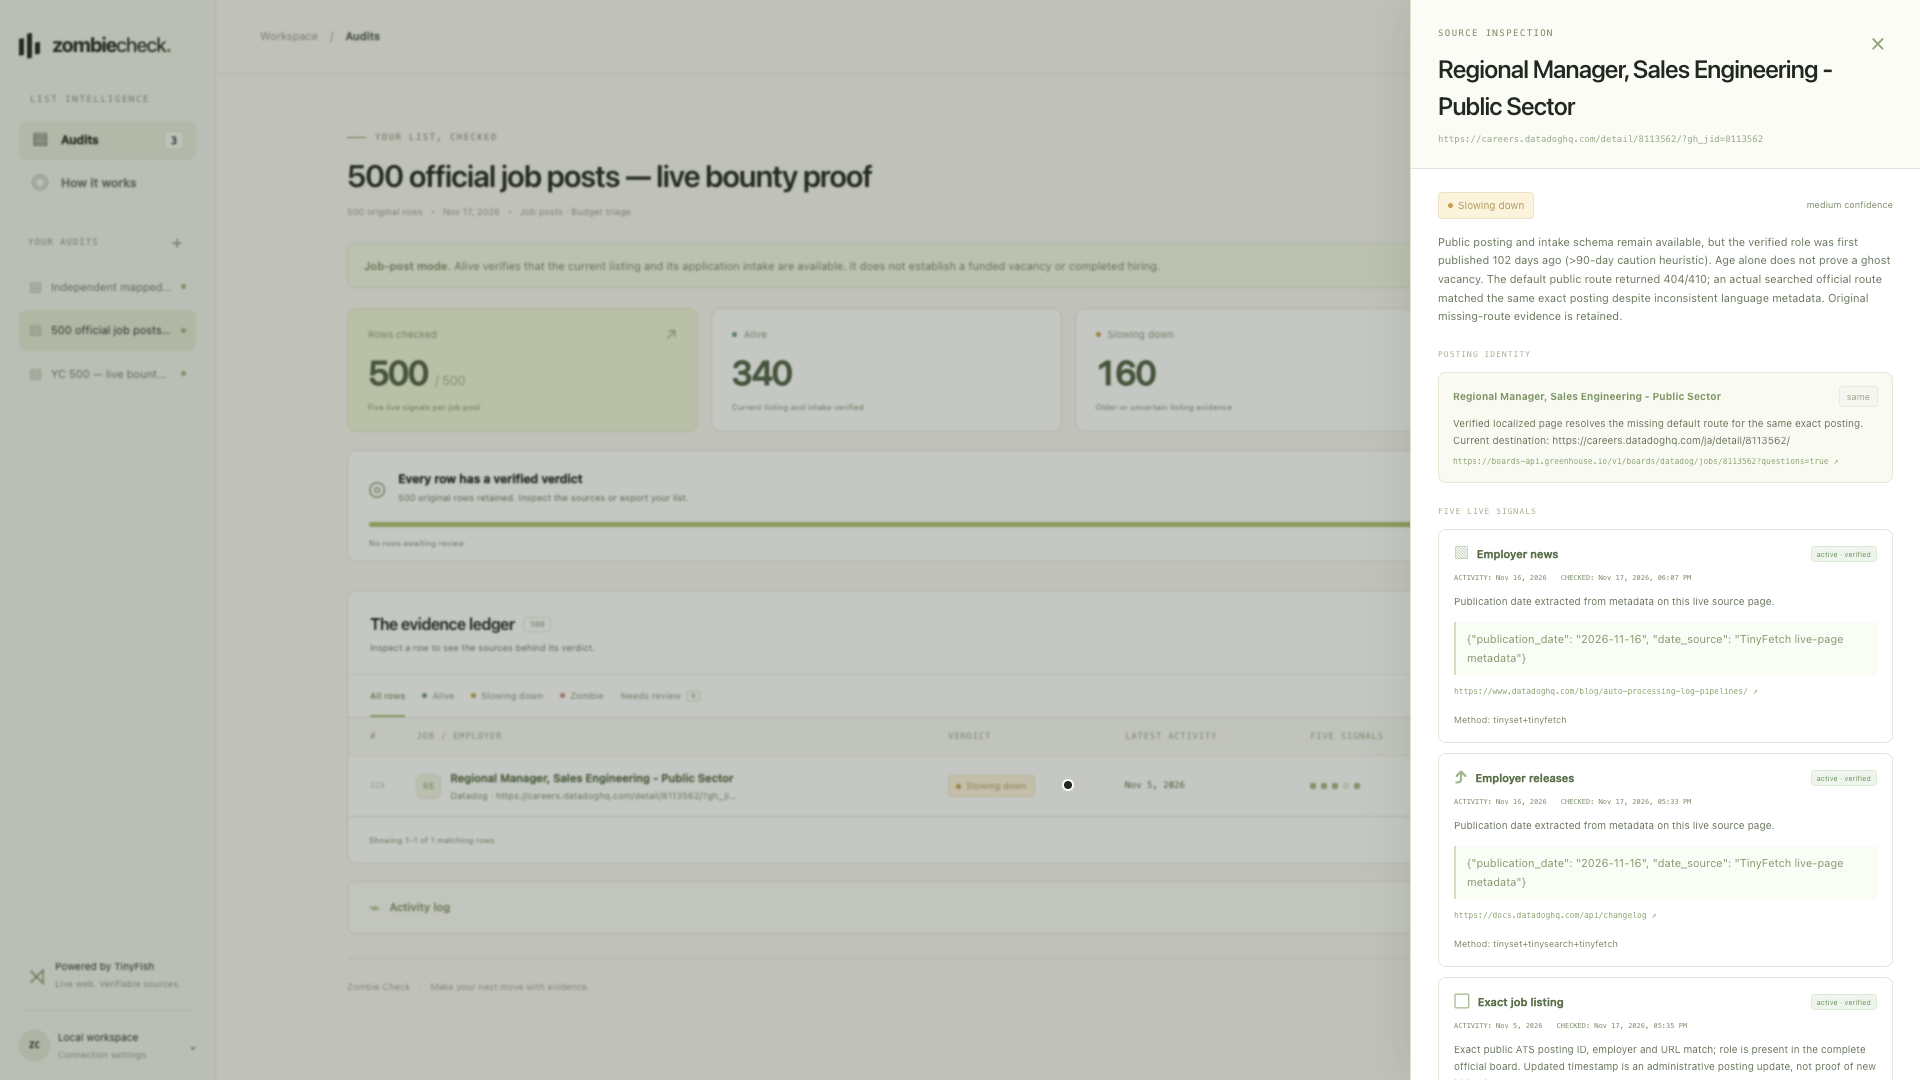 zombiecheck.
LIST INTELLIGENCE
Audits 3
How it works
YOUR AUDITS +
Independent mapped...
500 official job posts...
YC 500 — live bount...
Powered by TinyFish
Live web. Verifiable sources.
ZC
Local workspace
Connection settings
Workspace / Audits
YOUR LIST, CHECKED
500 official job posts — live bounty proof
500 original rows • Nov 17, 2026 • Job posts · Budget triage
Job-post mode. Alive verifies that the current listing and its application intake are available. It does not establish a funded vacancy or completed hiring.
Rows checked
500 / 500
Five live signals per job post
Alive
340
Current listing and intake verified
Slowing down
160
Older or uncertain listing evidence
Every row has a verified verdict
500 original rows retained. Inspect the sources or export your list.
No rows awaiting review
The evidence ledger 500
Inspect a row to see the sources behind its verdict.
All rows Alive Slowing down Zombie Needs review
# JOB / EMPLOYER VERDICT LATEST ACTIVITY FIVE SIGNALS
RE Regional Manager, Sales Engineering - Public Sector Slowing down Nov 5, 2026
Datadog · https://careers.datadoghq.com/detail/8113562/?gh_ji...
Showing 1–1 of 1 matching rows
Activity log
Zombie Check · Make your next move with evidence.
SOURCE INSPECTION
Regional Manager, Sales Engineering -
Public Sector
https://careers.datadoghq.com/detail/8113562/?gh_jid=8113562
Slowing down medium confidence
Public posting and intake schema remain available, but the verified role was first
published 102 days ago (>90-day caution heuristic). Age alone does not prove a ghost
vacancy. The default public route returned 404/410; an actual searched official route
matched the same exact posting despite inconsistent language metadata. Original
missing-route evidence is retained.
POSTING IDENTITY
Regional Manager, Sales Engineering - Public Sector same
Verified localized page resolves the missing default route for the same exact posting.
Current destination: https://careers.datadoghq.com/ja/detail/8113562/
https://boards-api.greenhouse.io/v1/boards/datadog/jobs/8113562?questions=true ↗
FIVE LIVE SIGNALS
Employer news active · verified
ACTIVITY: Nov 16, 2026 CHECKED: Nov 17, 2026, 06:07 PM
Publication date extracted from metadata on this live source page.
{"publication_date": "2026-11-16", "date_source": "TinyFetch live-page
metadata"}
https://www.datadoghq.com/blog/auto-processing-log-pipelines/ ↗
Method: tinyset+tinyfetch
Employer releases active · verified
ACTIVITY: Nov 16, 2026 CHECKED: Nov 17, 2026, 05:33 PM
Publication date extracted from metadata on this live source page.
{"publication_date": "2026-11-16", "date_source": "TinyFetch live-page
metadata"}
https://docs.datadoghq.com/api/changelog ↗
Method: tinyset+tinysearch+tinyfetch
Exact job listing active · verified
ACTIVITY: Nov 5, 2026 CHECKED: Nov 17, 2026, 05:35 PM
Exact public ATS posting ID, employer and URL match; role is present in the complete
official board. Updated timestamp is an administrative posting update, not proof of new